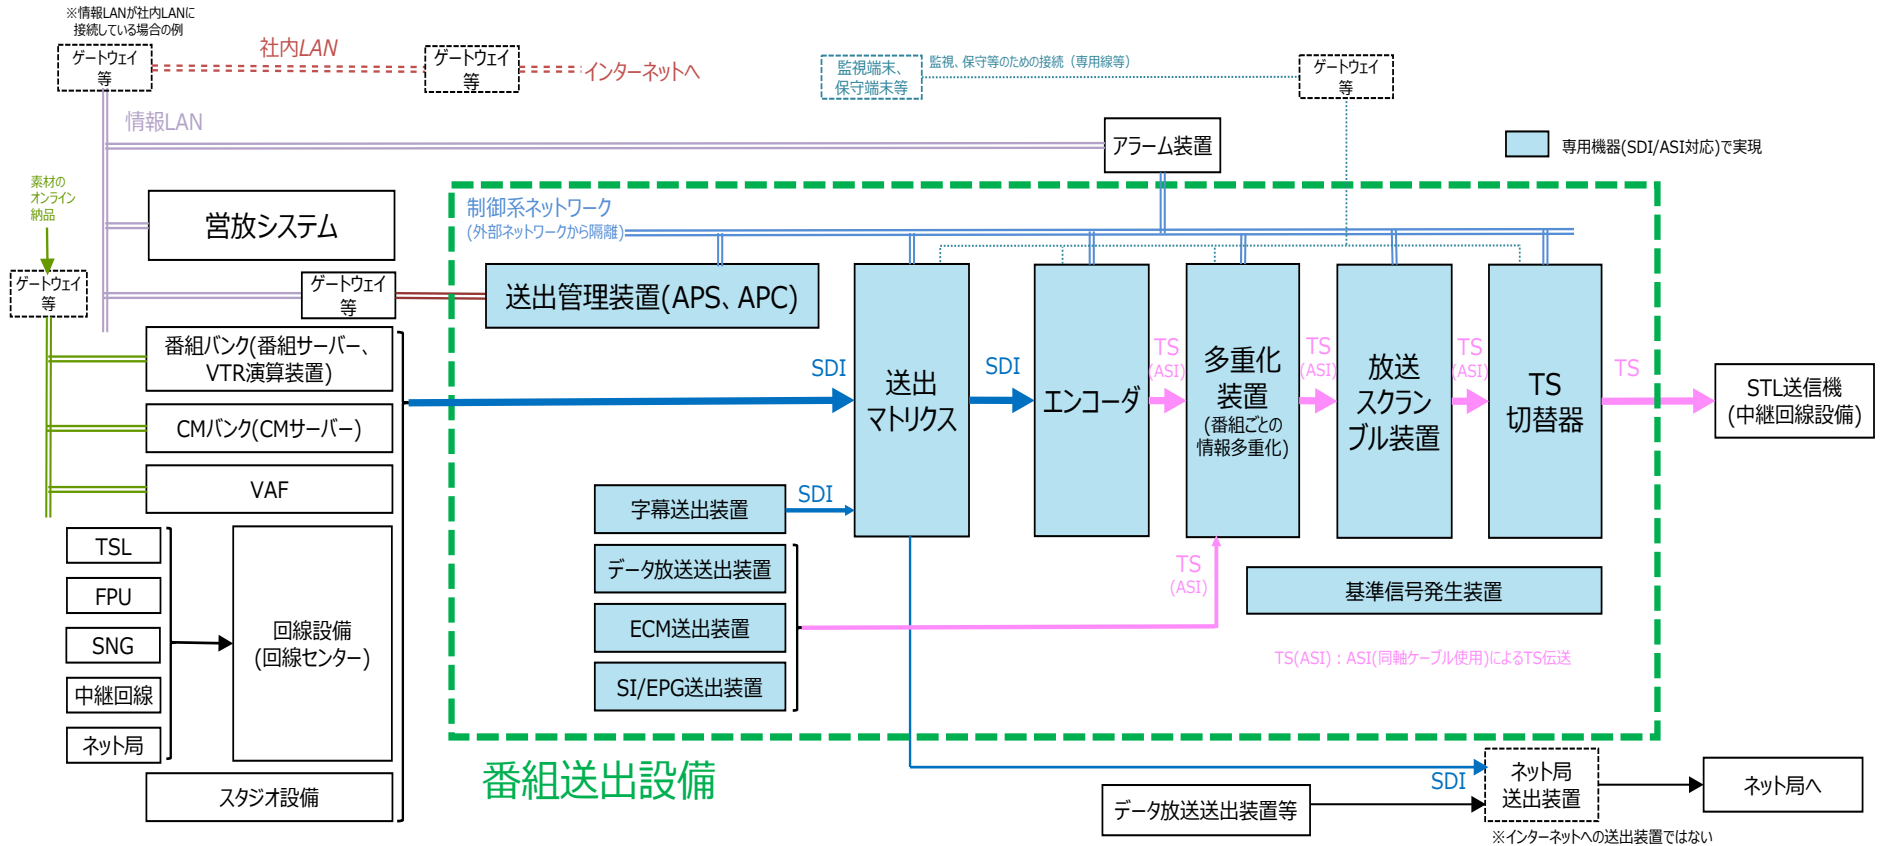 ※情報LANが社内LANに
接続している場合の例
ゲートウェイ
等
社内LAN
ゲートウェイ
等
インターネットへ
監視端末、
保守端末等
監視、保守等のための接続（専用線等）
ゲートウェイ
等
情報LAN
アラーム装置
専用機器(SDI/ASI対応)で実現
素材の
オンライン
納品
営放システム
制御系ネットワーク
(外部ネットワークから隔離)
ゲートウェイ
等
ゲートウェイ
等
送出管理装置(APS、APC)
番組バンク(番組サーバー、
VTR演算装置)
CMバンク(CMサーバー)
VAF
SDI
送出
マトリクス
SDI
エンコーダ
TS
(ASI)
多重化
装置
(番組ごとの
情報多重化)
TS
(ASI)
放送
スクラン
ブル装置
TS
(ASI)
TS
切替器
TS
STL送信機
(中継回線設備)
字幕送出装置
SDI
データ放送送出装置
ECM送出装置
SI/EPG送出装置
TS
(ASI)
基準信号発生装置
TS(ASI)：ASI(同軸ケーブル使用)によるTS伝送
TSL
FPU
SNG
中継回線
ネット局
回線設備
(回線センター)
スタジオ設備
番組送出設備
SDI
データ放送送出装置等
ネット局
送出装置
ネット局へ
※インターネットへの送出装置ではない